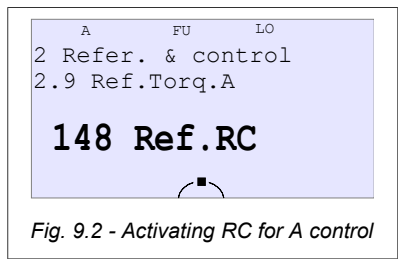 A FU LO
2 Refer. & control
2.9 Ref.Torq.A
148 Ref.RC
Fig. 9.2 - Activating RC for A control